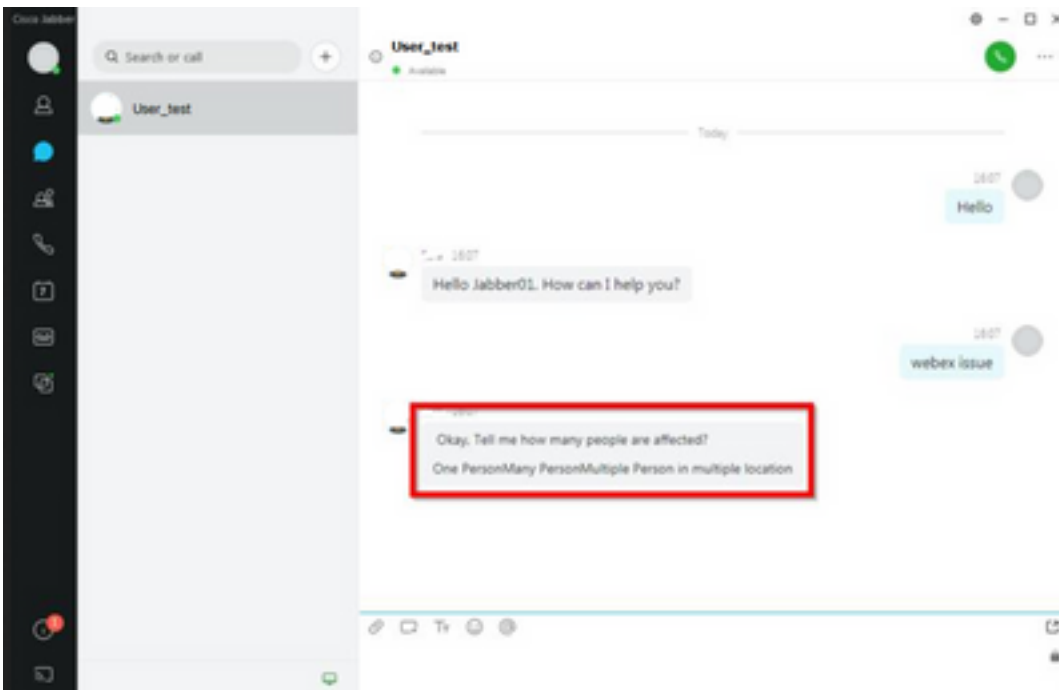 Cisco Jabber
Search or call
User_test
User_test
Available
Today
16:07
Hello
16:07
Hello Jabber01. How can I help you?
16:07
webex issue
Okay. Tell me how many people are affected?
One PersonMany PersonMultiple Person in multiple location